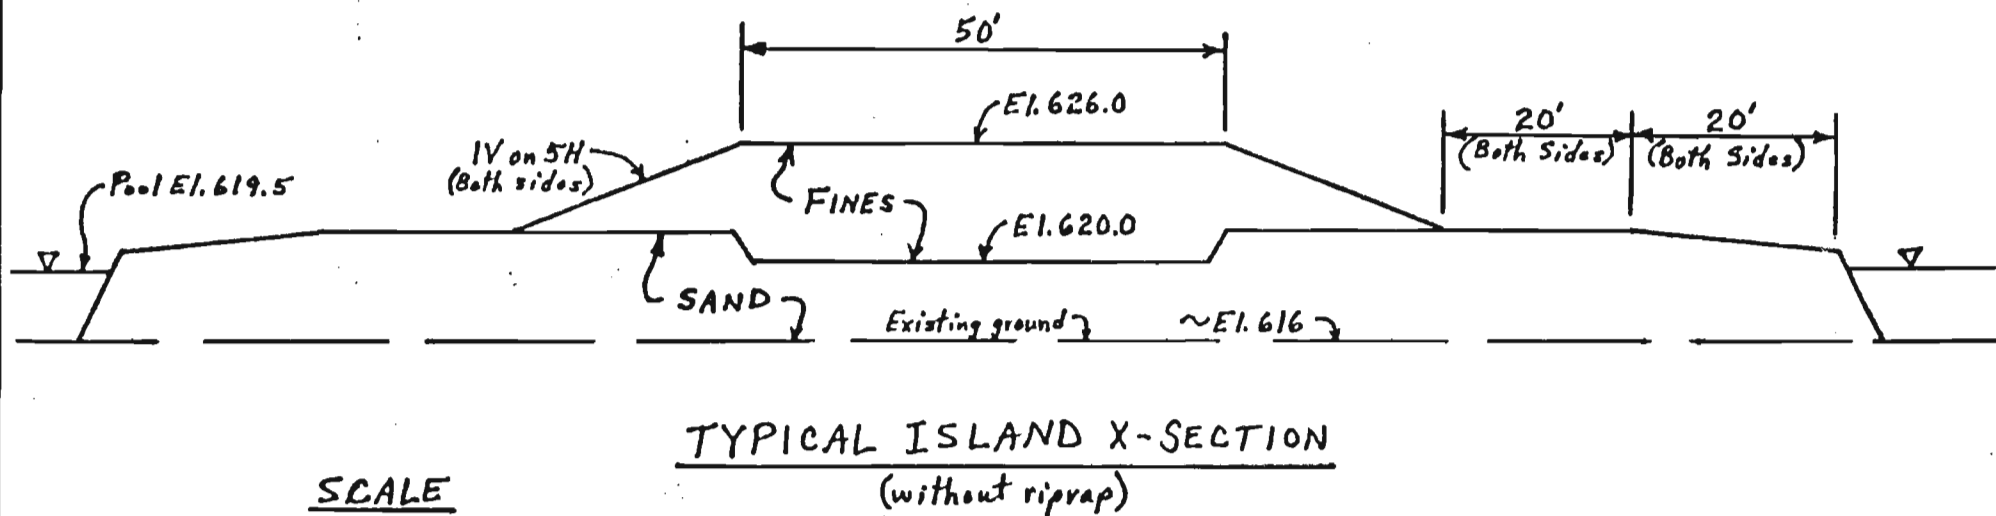 50'
El. 626.0
20'
(Both Sides)
20'
(Both Sides)
1V on 5H
(Both sides)
Pool El. 619.5
FINES
El. 620.0
SAND
Existing ground
~El. 616
TYPICAL ISLAND X-SECTION
(without riprap)
SCALE